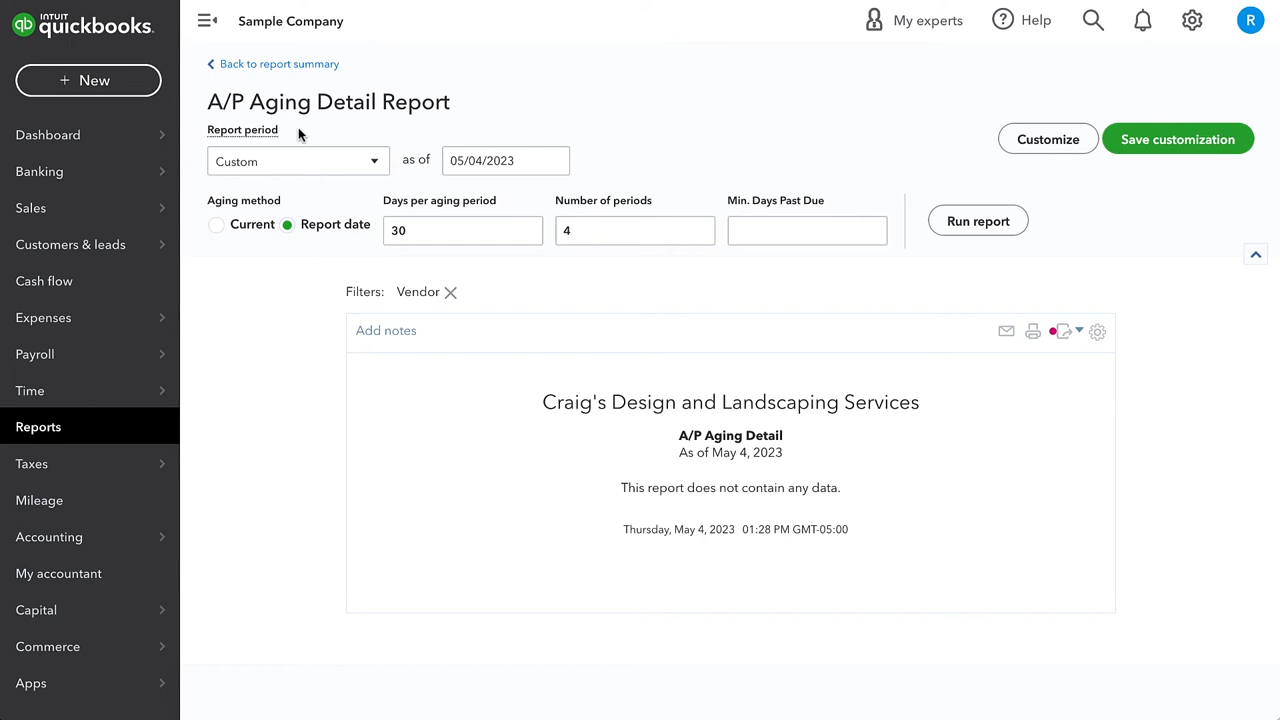 INTUIT
quickbooks.
+ New
Dashboard
Banking
Sales
Customers & leads
Cash flow
Expenses
Payroll
Time
Reports
Taxes
Mileage
Accounting
My accountant
Capital
Commerce
Apps
Sample Company
My experts
Help
R
Back to report summary
A/P Aging Detail Report
Report period
Custom as of 05/04/2023
Customize
Save customization
Aging method Days per aging period Number of periods Min. Days Past Due
Current Report date 30 4
Run report
Filters: Vendor
Add notes
Craig's Design and Landscaping Services
A/P Aging Detail
As of May 4, 2023
This report does not contain any data.
Thursday, May 4, 2023 01:28 PM GMT-05:00